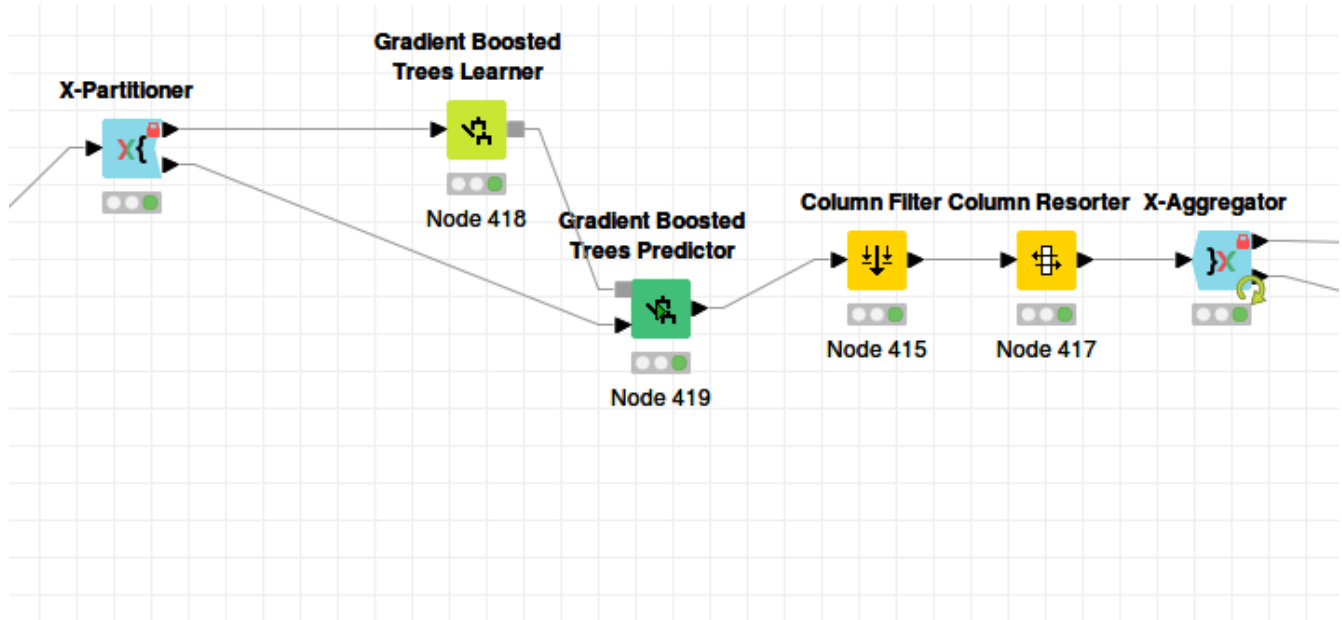 Gradient Boosted
Trees Learner
X-Partitioner
X{
Node 418
Gradient Boosted
Trees Predictor
Column Filter
Column Resorter
X-Aggregator
}X
Node 415
Node 417
Node 419